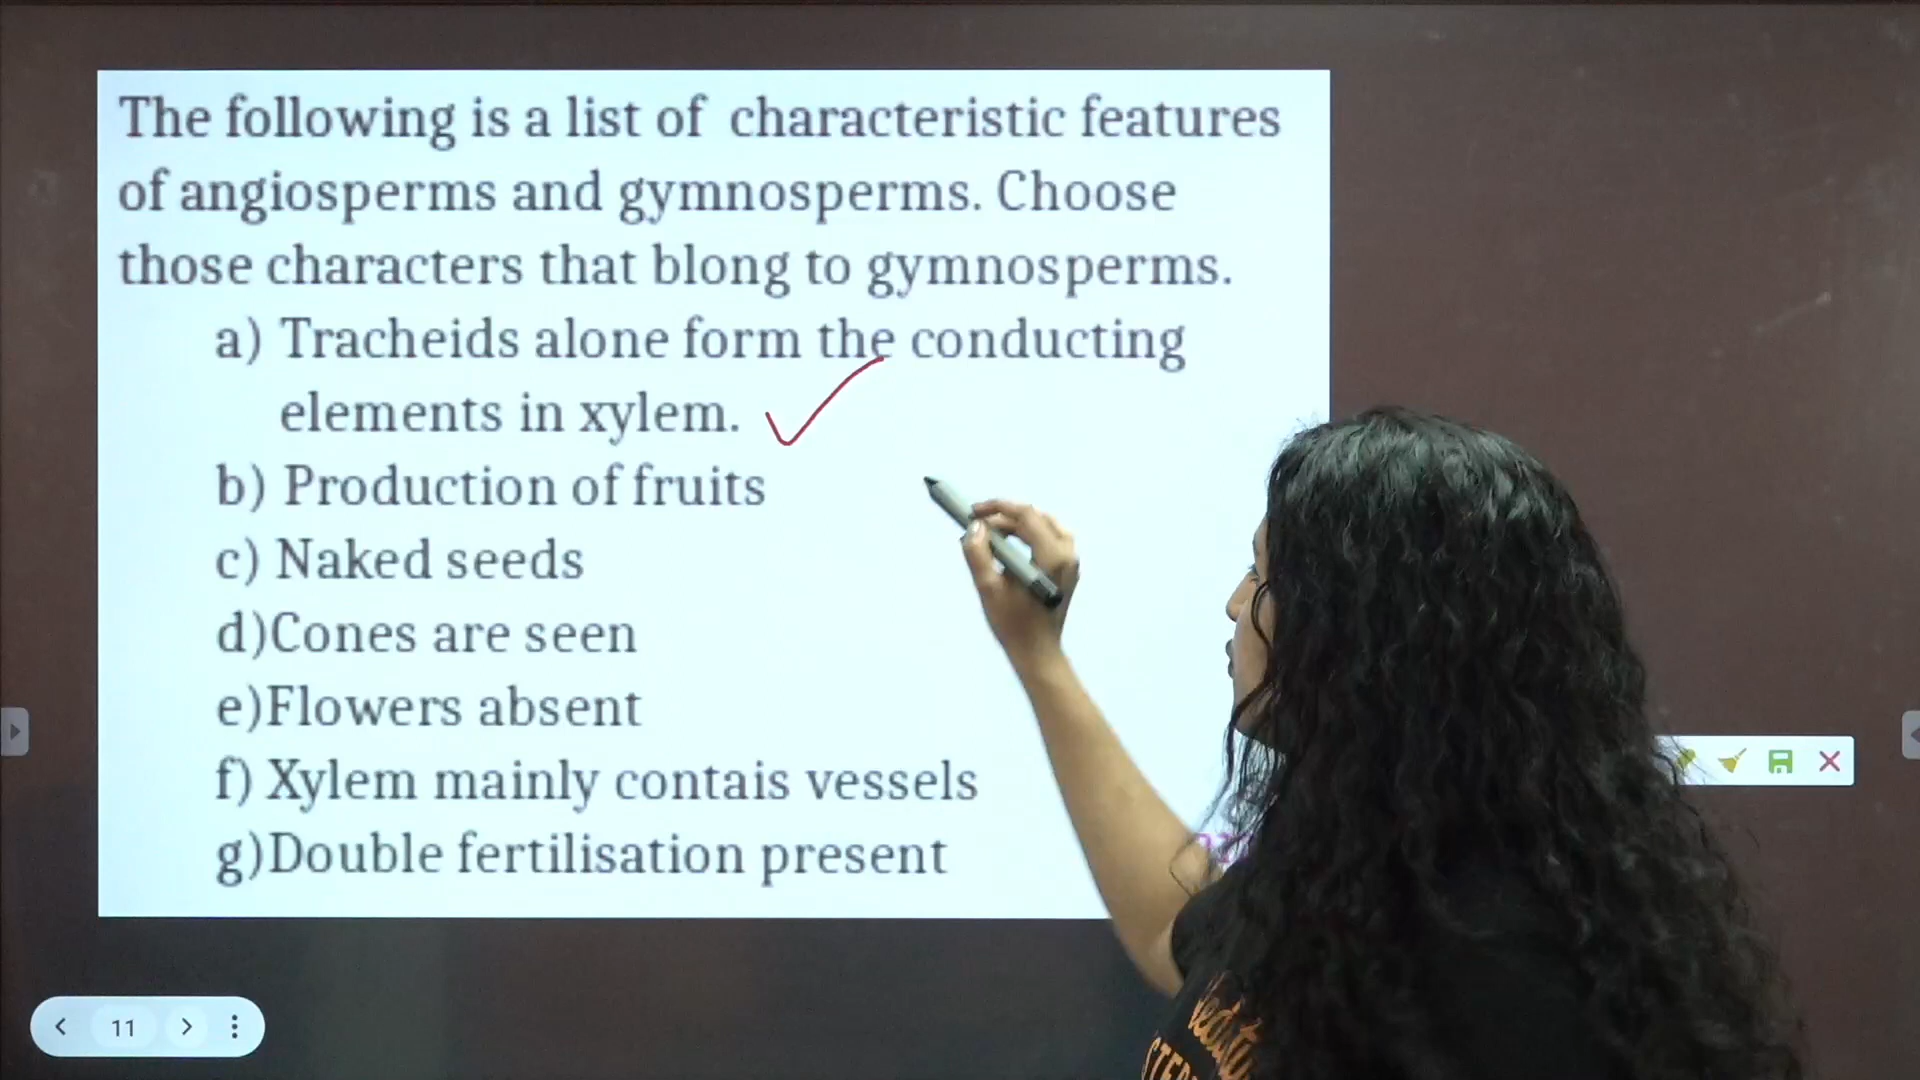 The following is a list of characteristic features
of angiosperms and gymnosperms. Choose
those characters that blong to gymnosperms.
a) Tracheids alone form the conducting
elements in xylem.
b) Production of fruits
c) Naked seeds
d)Cones are seen
e)Flowers absent
f) Xylem mainly contais vessels
g)Double fertilisation present
11